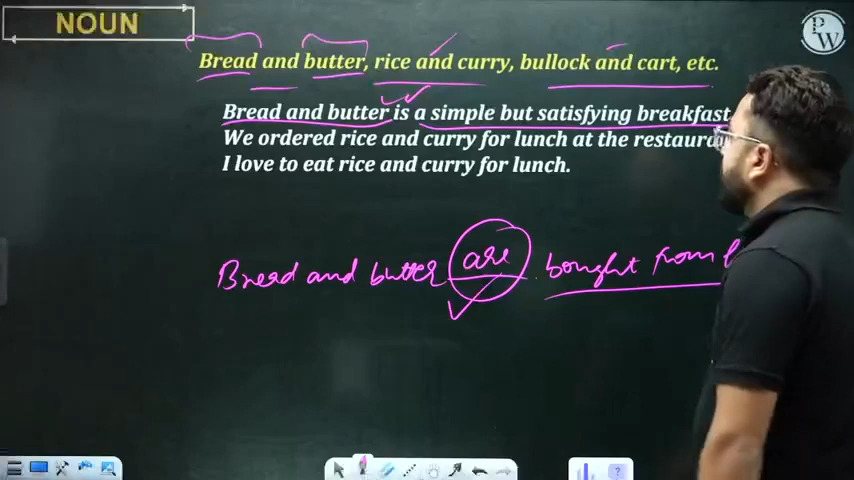 NOUN
PW
Bread and butter, rice and curry, bullock and cart, etc.
Bread and butter is a simple but satisfying breakfast
We ordered rice and curry for lunch at the
I love to eat rice and curry for lunch.
Bread and butter are bought from